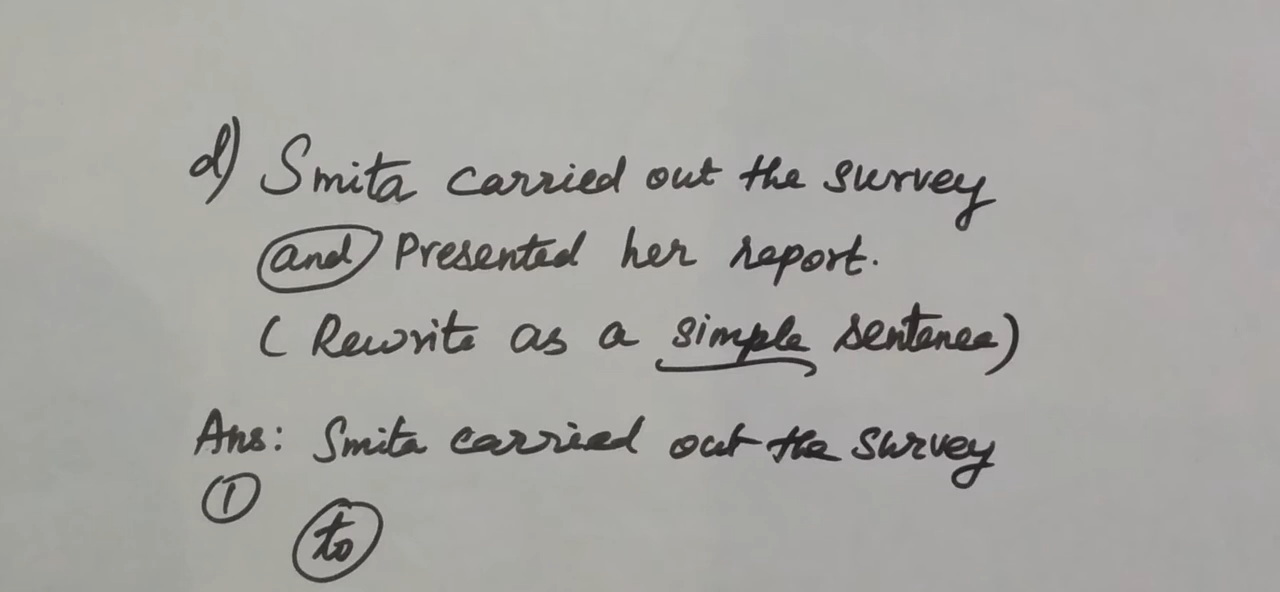 d) Smita carried out the survey
and Presented her report.
( Rewrite as a simple sentence)
Ans: Smita carried out the survey
① to